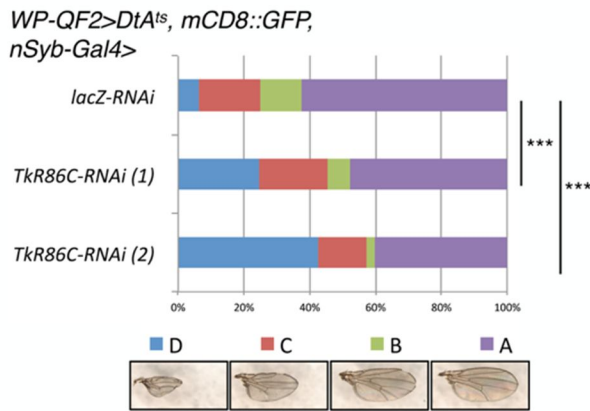 WP-QF2>DtAts, mCD8::GFP,
nSyb-Gal4>
lacZ-RNAi
TkR86C-RNAi (1)
TkR86C-RNAi (2)
***
***
0% 20% 40% 60% 80% 100%
D C B A